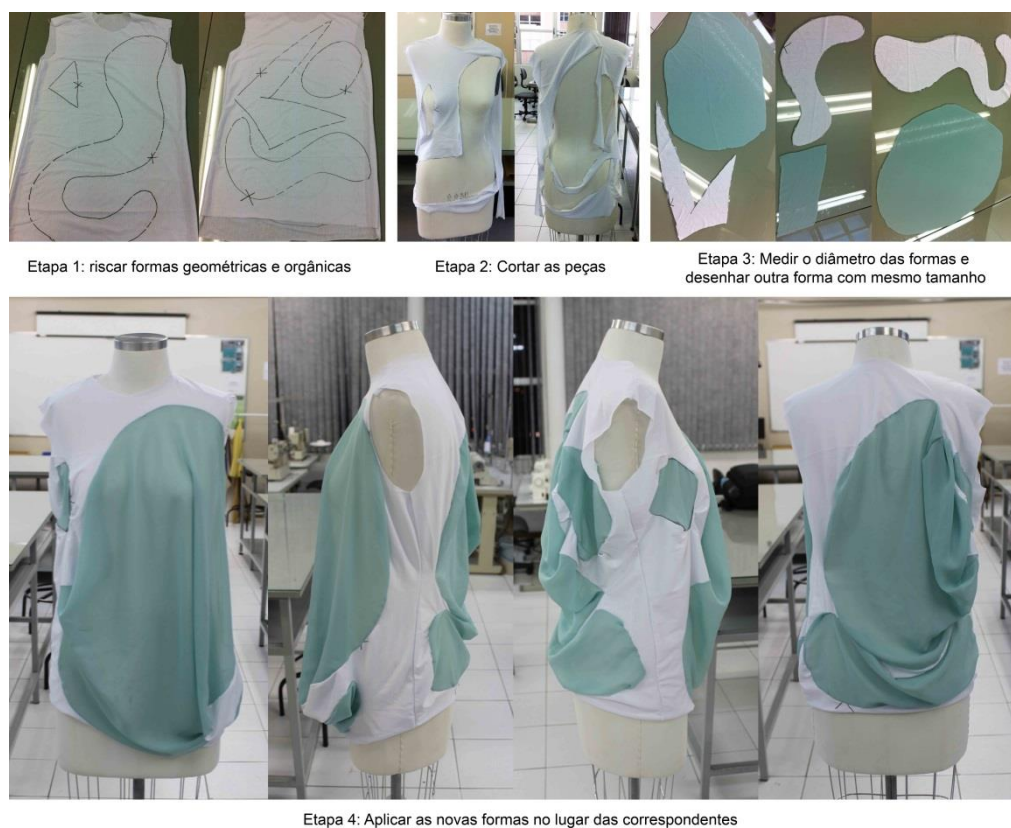 Etapa 1: riscar formas geométricas e orgânicas
Etapa 2: Cortar as peças
Etapa 3: Medir o diâmetro das formas e
desenhar outra forma com mesmo tamanho
Etapa 4: Aplicar as novas formas no lugar das correspondentes